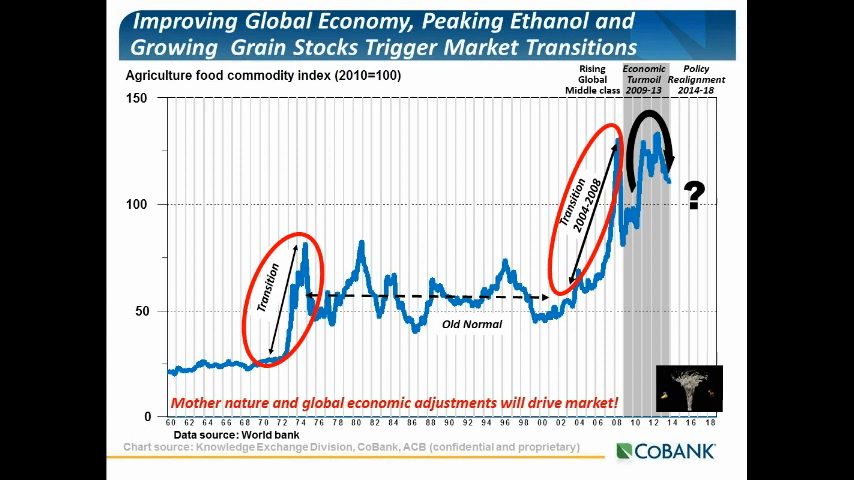 Improving Global Economy, Peaking Ethanol and
Growing Grain Stocks Trigger Market Transitions
Agriculture food commodity index (2010=100)
Rising
Global
Middle class
Economic
Turmoil
2009-13
Policy
Realignment
2014-18
150
100
50
0
Transition
Transition
2004-2008
?
Old Normal
Mother nature and global economic adjustments will drive market!
60 62 64 66 68 70 72 74 76 78 80 82 84 86 88 90 92 94 96 98 00 02 04 06 08 10 12 14 16 18
Data source: World bank
Chart source: Knowledge Exchange Division, CoBank, ACB (confidential and proprietary)
COBANK